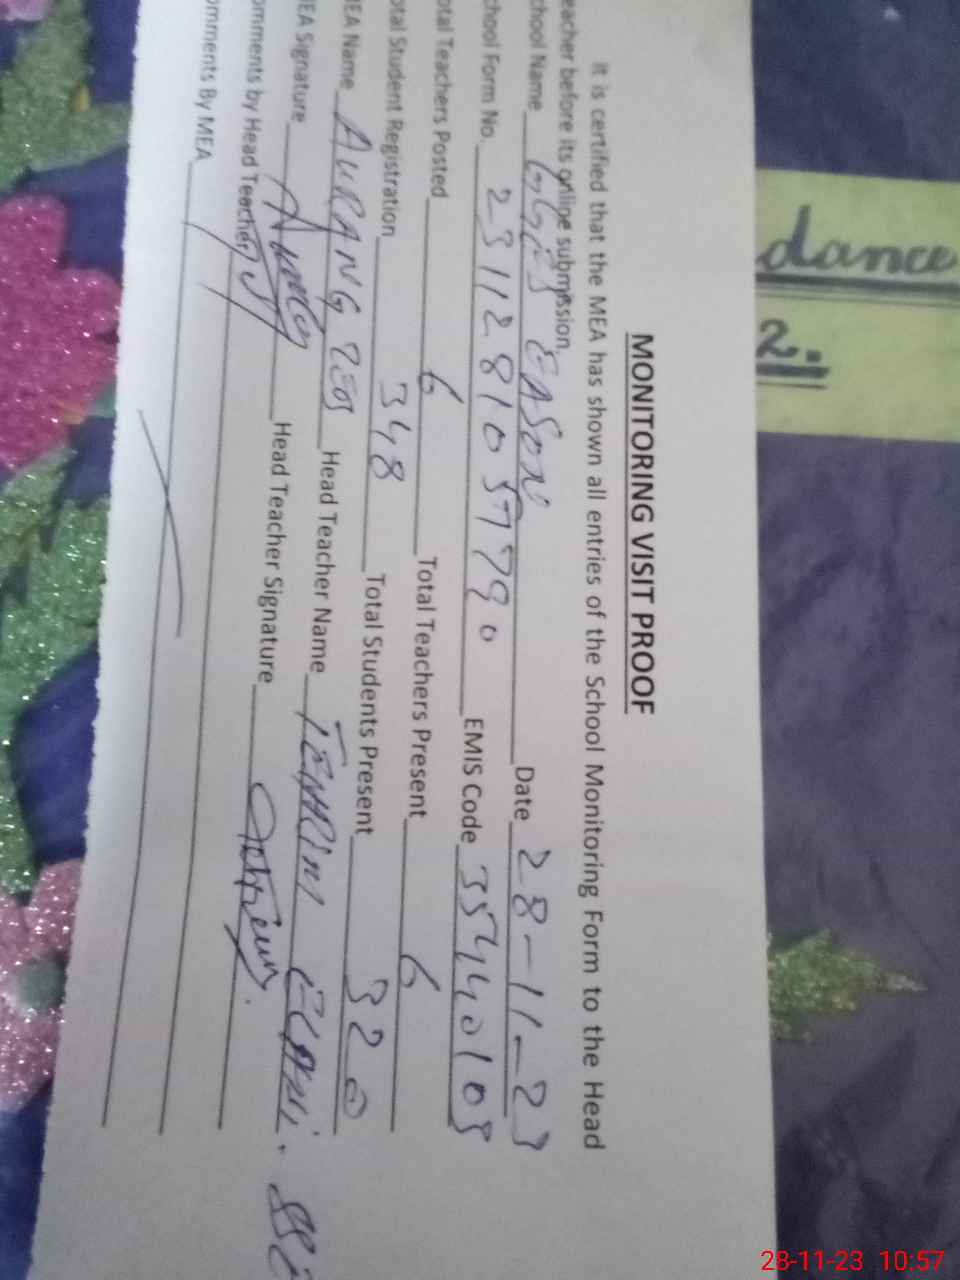 dance
2.
MONITORING VISIT PROOF
It is certified that the MEA has shown all entries of the School Monitoring Form to the Head
eacher before its online submission.
chool Name Date 28-11-23
chool Form No. EMIS Code
otal Teachers Posted 6 Total Teachers Present 6
otal Student Registration 348 Total Students Present 320
MEA Name AURANG ZEB Head Teacher Name
EA Signature Head Teacher Signature
omments by Head Teacher
omments By MEA
28-11-23 10:57